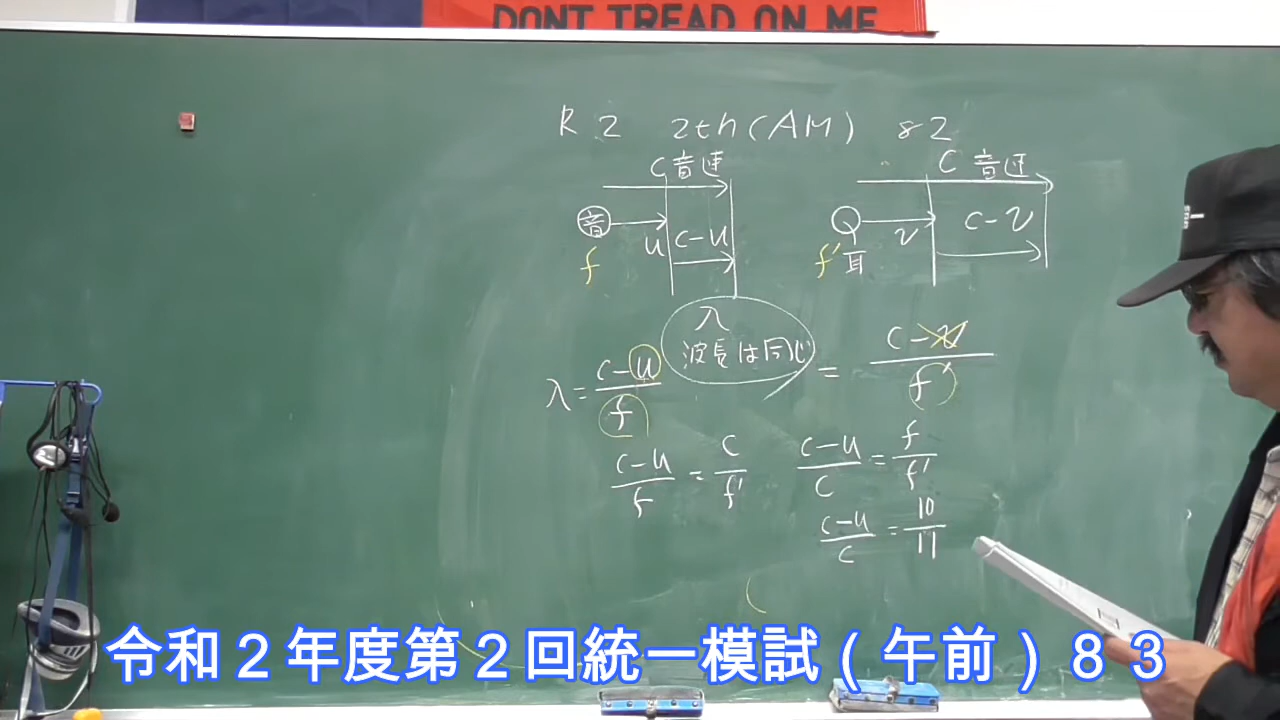 DONT TREAD ON ME
R2 2th(AM) 82
C音速
C 音速
音
u
c-u
v
c-v
f
f'
耳
λ
波長は同じ
λ=(c-u)/f
=(c-v)/f'
(c-u)/f=c/f'
(c-u)/c=f/f'
(c-u)/c=10/11
令和2年度第2回統一模試(午前)83